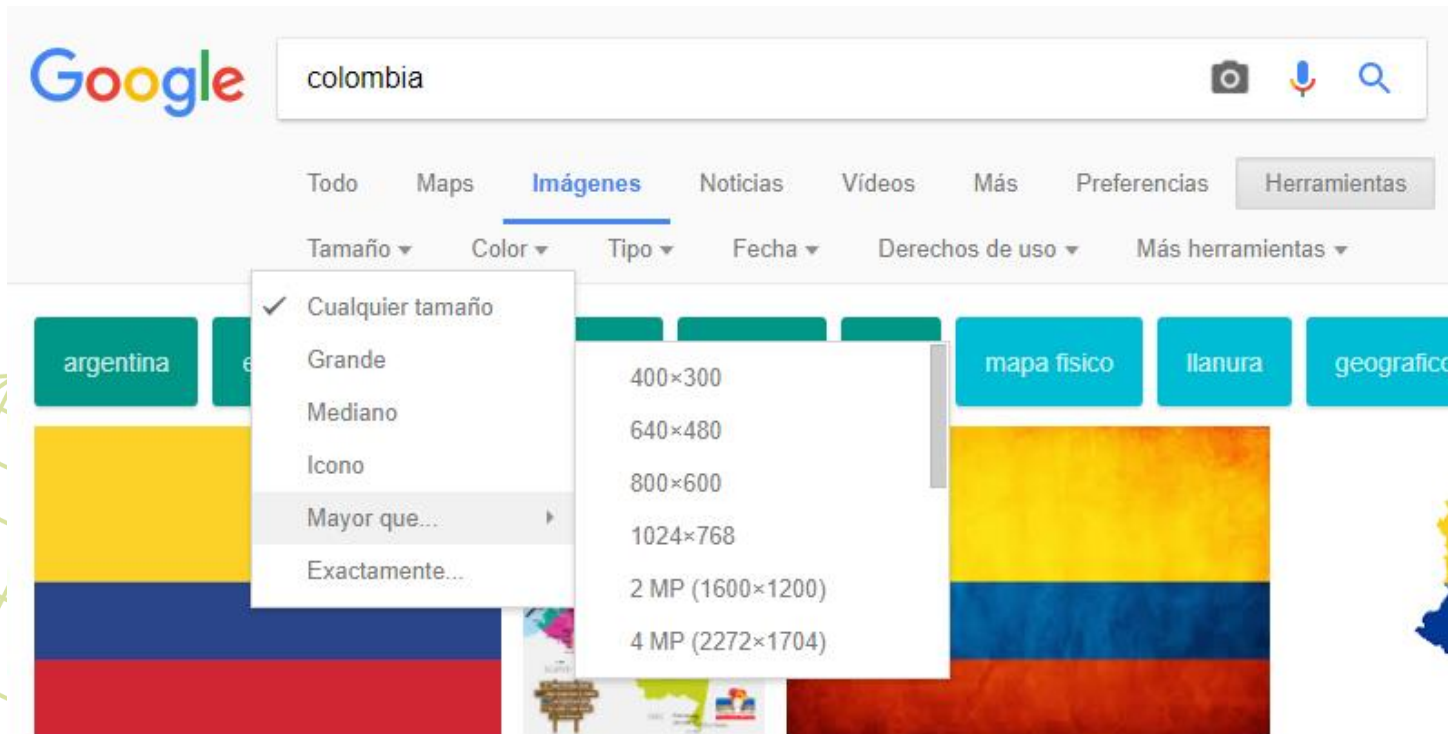 Google colombia
Todo Maps Imágenes Noticias Vídeos Más Preferencias Herramientas
Tamaño Color Tipo Fecha Derechos de uso Más herramientas
Cualquier tamaño
Grande
Mediano
Icono
Mayor que...
Exactamente...
400×300
640×480
800×600
1024×768
2 MP (1600×1200)
4 MP (2272×1704)
argentina e mapa fisico llanura geografico